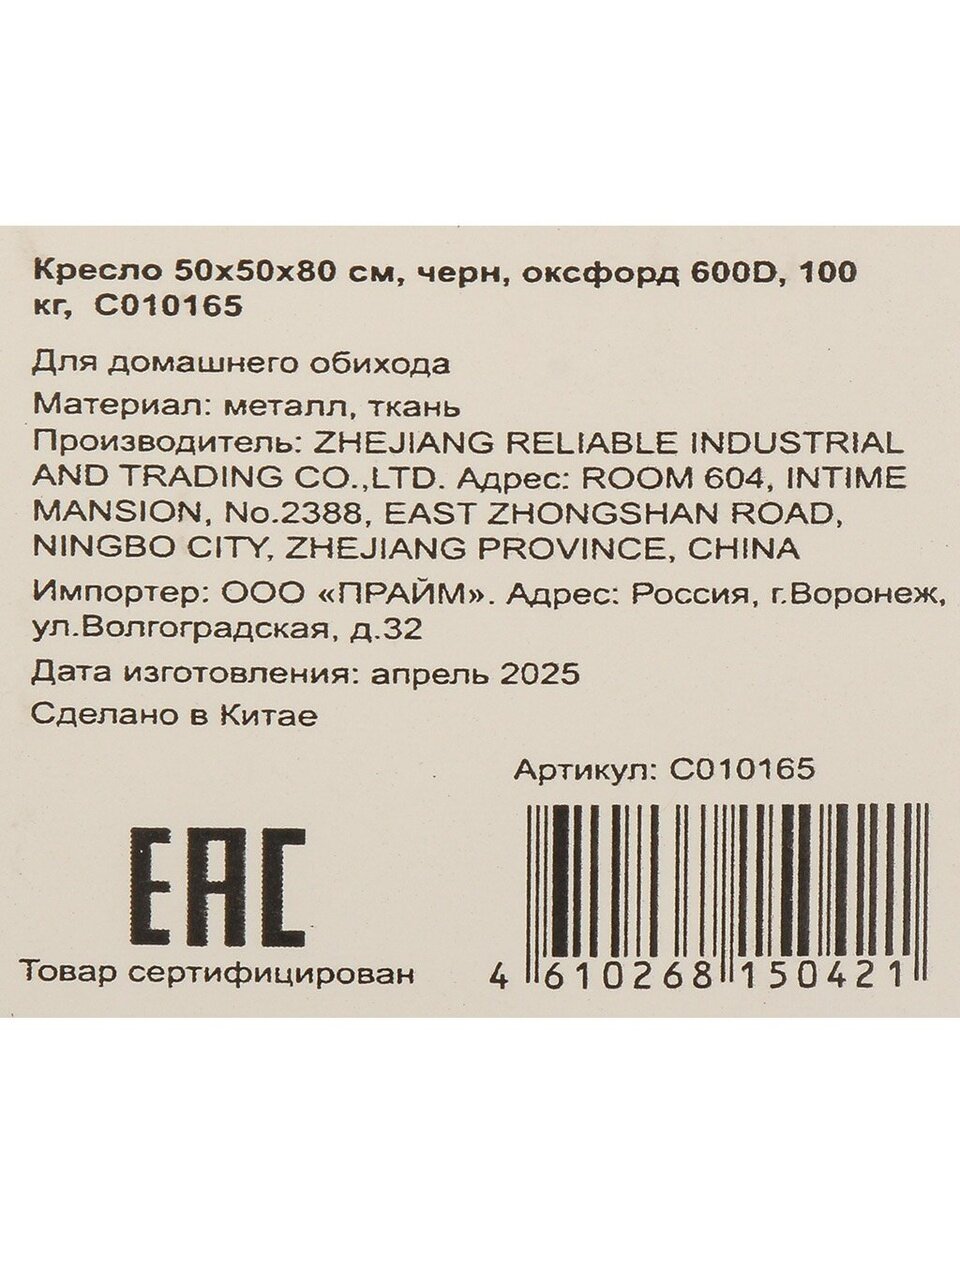 Кресло 50х50х80 см, черн, оксфорд 600D, 100
кг, С010165
Для домашнего обихода
Материал: металл, ткань
Производитель: ZHEJIANG RELIABLE INDUSTRIAL
AND TRADING CO.,LTD. Адрес: ROOM 604, INTIME
MANSION, No.2388, EAST ZHONGSHAN ROAD,
NINGBO CITY, ZHEJIANG PROVINCE, CHINA
Импортер: ООО «ПРАЙМ». Адрес: Россия, г.Воронеж,
ул.Волгоградская, д.32
Дата изготовления: апрель 2025
Сделано в Китае
Артикул: С010165
EAC
Товар сертифицирован
4 610268 150421